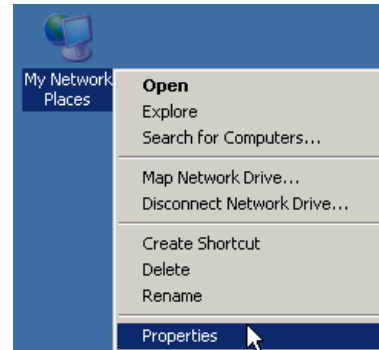 My Network
Places
Open
Explore
Search for Computers...
Map Network Drive...
Disconnect Network Drive...
Create Shortcut
Delete
Rename
Properties